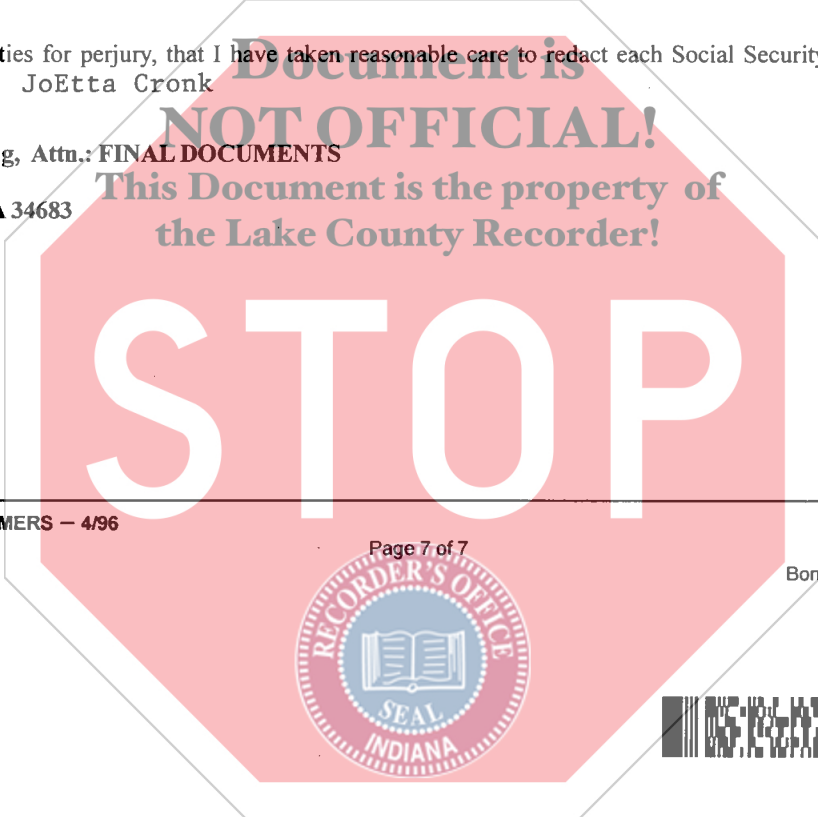 Document is
ties for perjury, that I have taken reasonable care to redact each Social Security
JoEtta Cronk
NOT OFFICIAL!
g, Attn.: FINAL DOCUMENTS
This Document is the property of
34683
the Lake County Recorder!
STOP
MERS — 4/96
Page 7 of 7
Bon
RECORDER'S OFFICE
SEAL
INDIANA